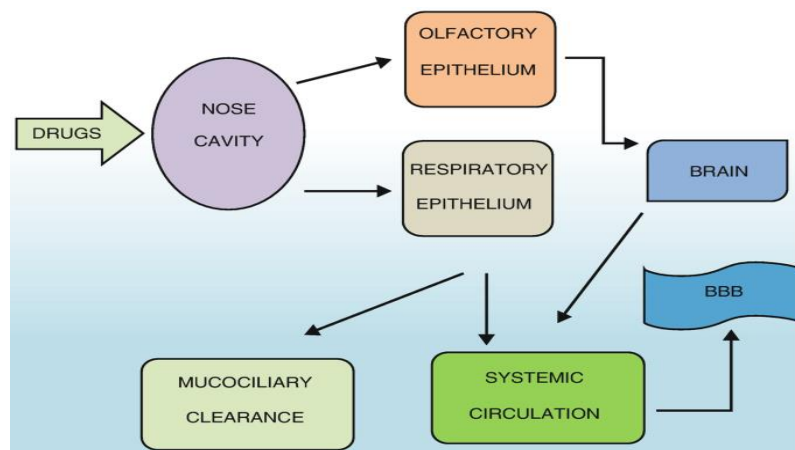 OLFACTORY
EPITHELIUM
NOSE
CAVITY
DRUGS
RESPIRATORY
EPITHELIUM
BRAIN
BBB
MUCOCILIARY
CLEARANCE
SYSTEMIC
CIRCULATION